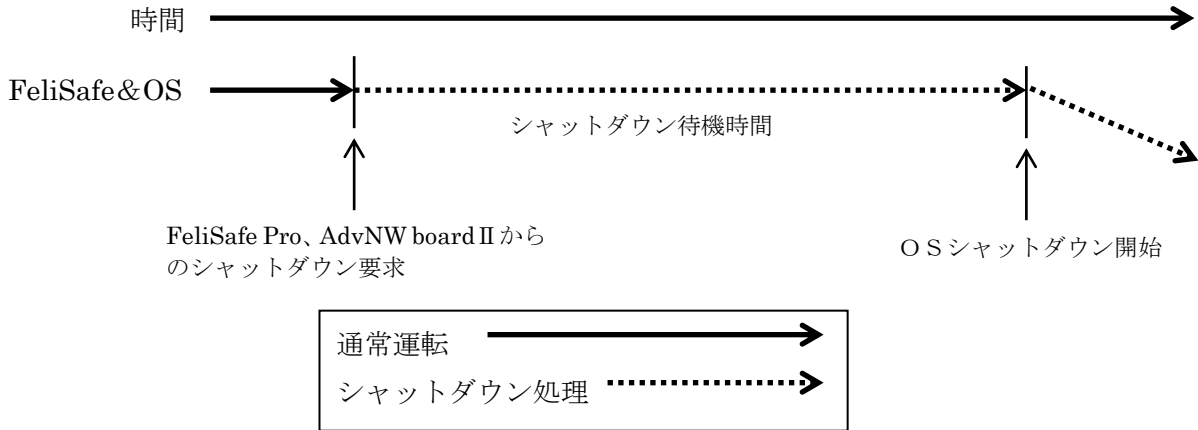 時間
FeliSafe&OS
シャットダウン待機時間
FeliSafe Pro、AdvNW boardⅡから
のシャットダウン要求
OSシャットダウン開始
通常運転
シャットダウン処理